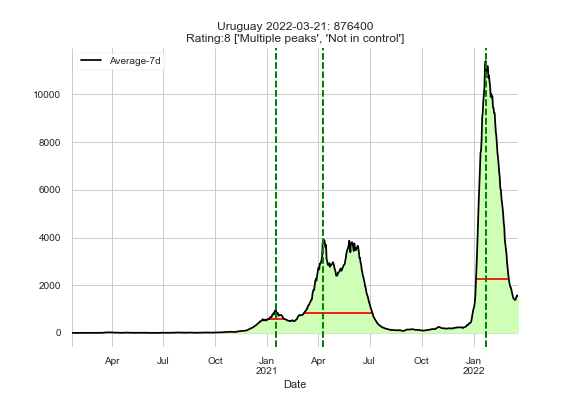 Uruguay 2022-03-21: 876400
Rating:8 ['Multiple peaks', 'Not in control']
Average-7d
10000
8000
6000
4000
2000
0
Apr
Jul
Oct
Jan
2021
Apr
Jul
Oct
Jan
2022
Date